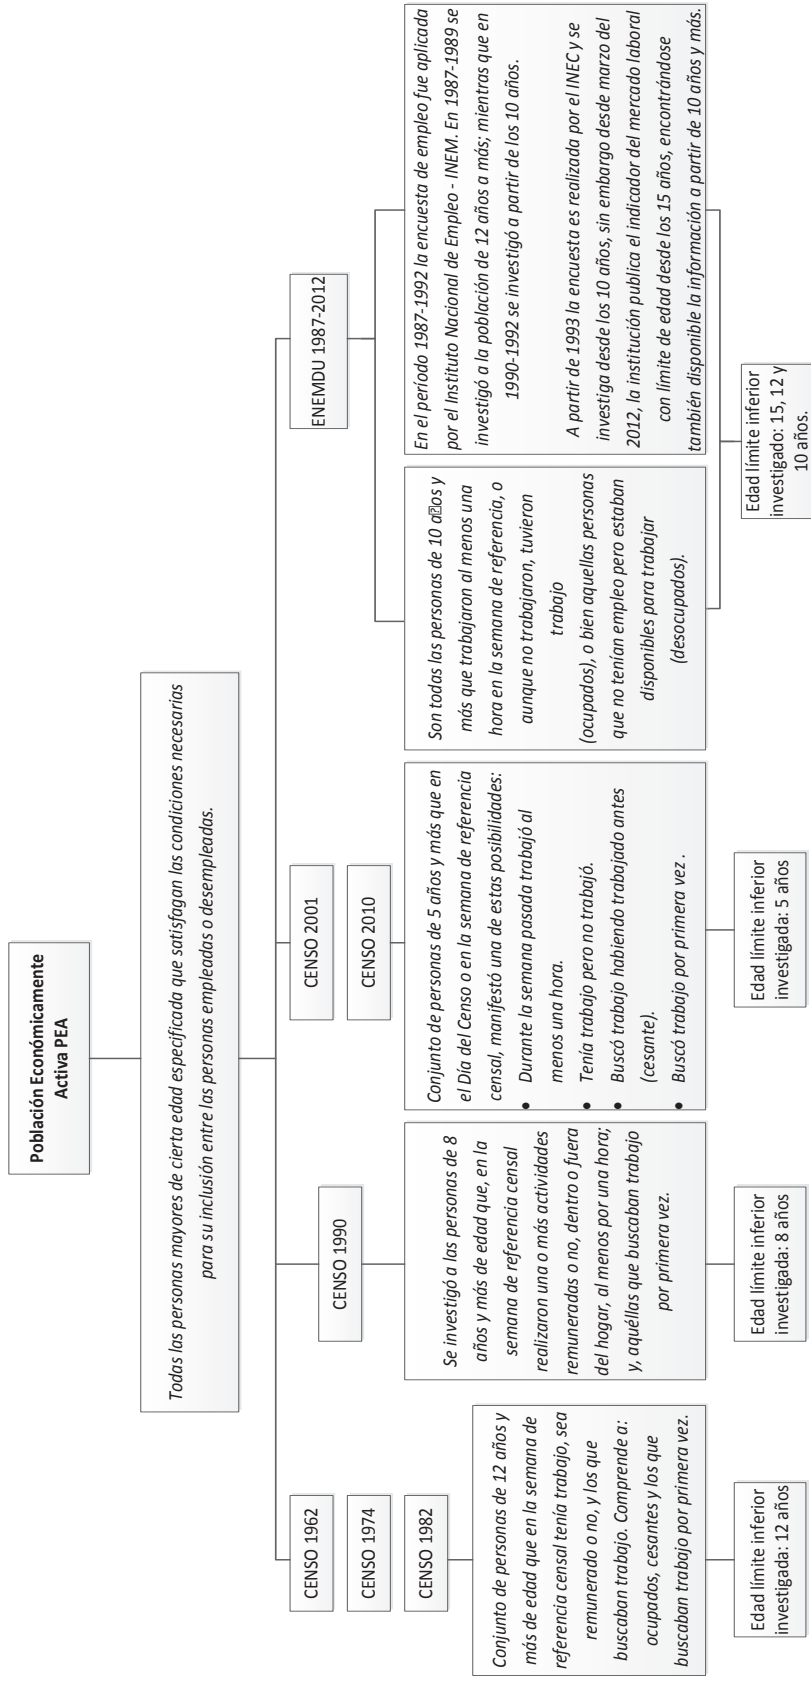 Población Económicamente
Activa PEA
Todas las personas mayores de cierta edad especificada que satisfagan las condiciones necesarias
para su inclusión entre las personas empleadas o desempleadas.
CENSO 1962
CENSO 1974
CENSO 1982
Conjunto de personas de 12 años y
más de edad que en la semana de
referencia censal tenía trabajo, sea
remunerado o no, y los que
buscaban trabajo. Comprende a:
ocupados, cesantes y los que
buscaban trabajo por primera vez.
Edad límite inferior
investigada: 12 años
CENSO 1990
Se investigó a las personas de 8
años y más de edad que, en la
semana de referencia censal
realizaron una o más actividades
remuneradas o no, dentro o fuera
del hogar, al menos por una hora;
y, aquéllas que buscaban trabajo
por primera vez.
Edad límite inferior
investigada: 8 años
CENSO 2001
CENSO 2010
Conjunto de personas de 5 años y más que en
el Día del Censo o en la semana de referencia
censal, manifestó una de estas posibilidades:
• Durante la semana pasada trabajó al
menos una hora.
• Tenía trabajo pero no trabajó.
• Buscó trabajo habiendo trabajado antes
(cesante).
• Buscó trabajo por primera vez .
Edad límite inferior
investigada: 5 años
ENEMDU 1987-2012
Son todas las personas de 10 a�os y
más que trabajaron al menos una
hora en la semana de referencia, o
aunque no trabajaron, tuvieron
trabajo
(ocupados), o bien aquellas personas
que no tenían empleo pero estaban
disponibles para trabajar
(desocupados).
En el período 1987-1992 la encuesta de empleo fue aplicada
por el Instituto Nacional de Empleo - INEM. En 1987-1989 se
investigó a la población de 12 años a más; mientras que en
1990-1992 se investigó a partir de los 10 años.
A partir de 1993 la encuesta es realizada por el INEC y se
investiga desde los 10 años, sin embargo desde marzo del
2012, la institución publica el indicador del mercado laboral
con límite de edad desde los 15 años, encontrándose
también disponible la información a partir de 10 años y más.
Edad límite inferior
investigado: 15, 12 y
10 años.